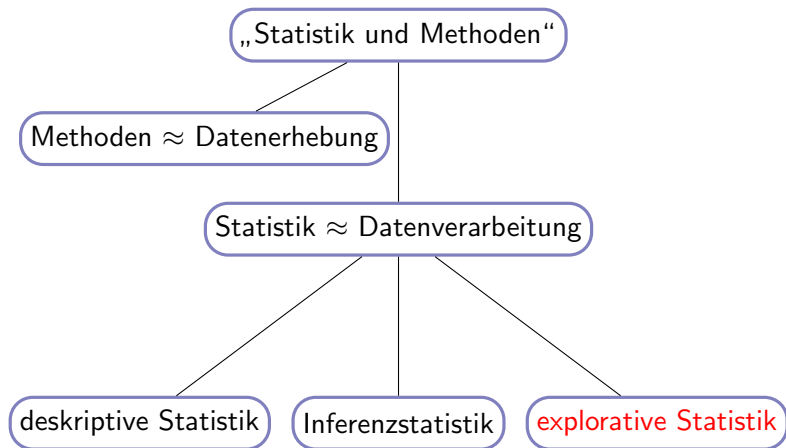 „Statistik und Methoden“
Methoden ≈ Datenerhebung
Statistik ≈ Datenverarbeitung
deskriptive Statistik
Inferenzstatistik
explorative Statistik